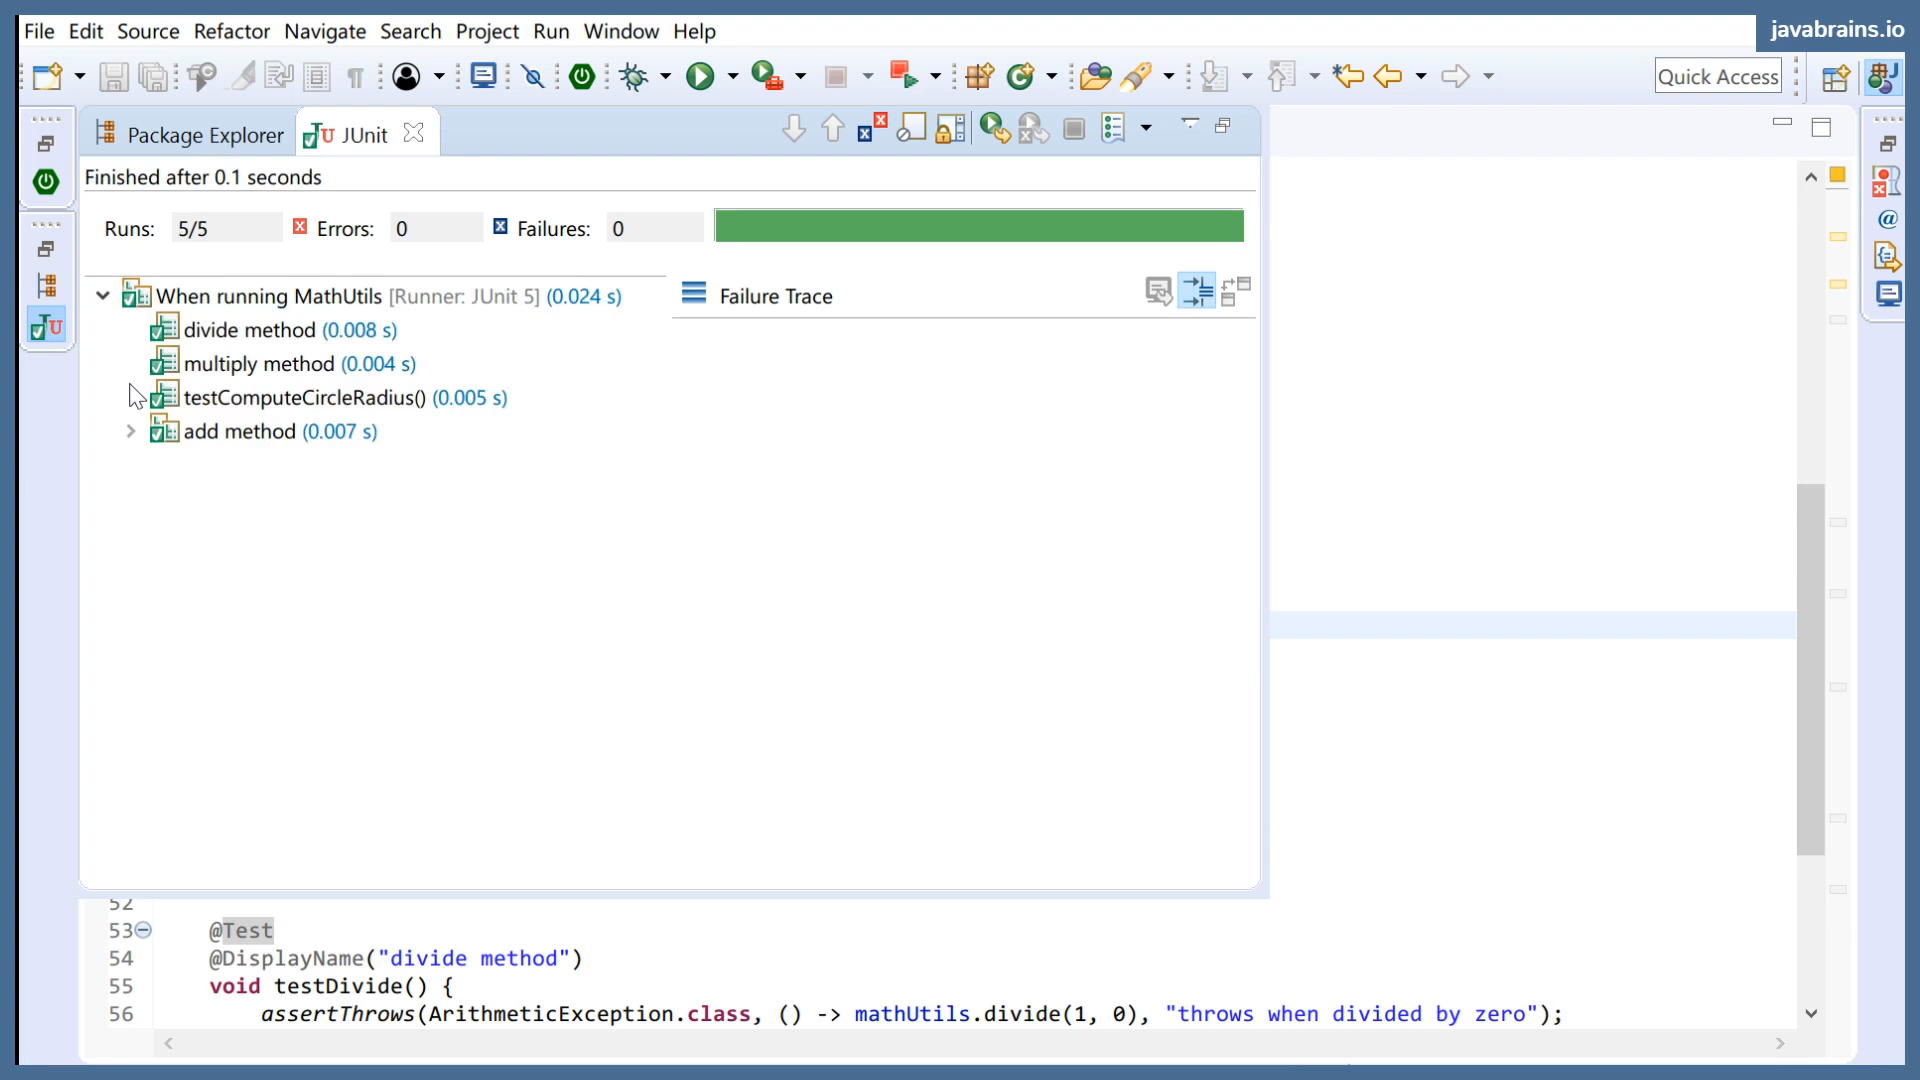 File Edit Source Refactor Navigate Search Project Run Window Help
javabrains.io
Quick Access
Package Explorer
JUnit
Finished after 0.1 seconds
Runs: 5/5 Errors: 0 Failures: 0
When running MathUtils [Runner: JUnit 5] (0.024 s)
Failure Trace
divide method (0.008 s)
multiply method (0.004 s)
testComputeCircleRadius() (0.005 s)
add method (0.007 s)
52
53 @Test
54 @DisplayName("divide method")
55 void testDivide() {
56 assertThrows(ArithmeticException.class, () -> mathUtils.divide(1, 0), "throws when divided by zero");